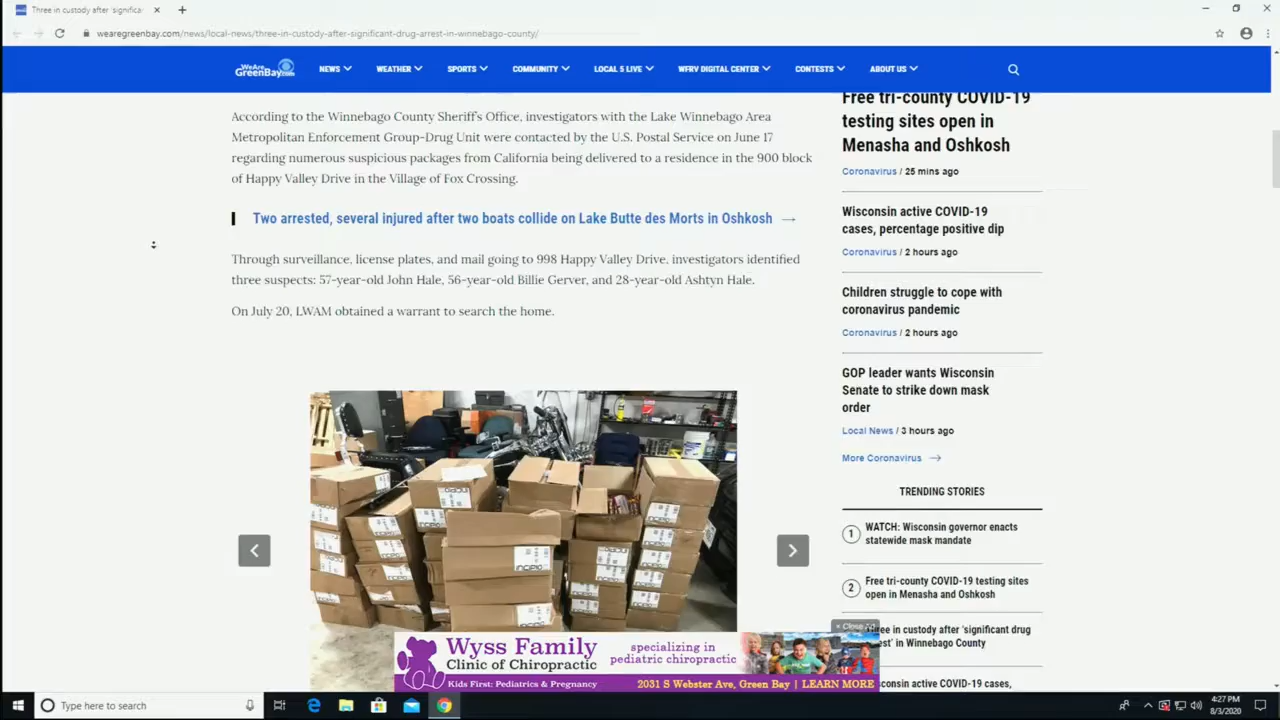 Three in custody after 'significa
wearegreenbay.com/news/local-news/three-in-custody-after-significant-drug-arrest-in-winnebago-county/
WeAre
GreenBay.com
NEWS
WEATHER
SPORTS
COMMUNITY
LOCAL 5 LIVE
WFRV DIGITAL CENTER
CONTESTS
ABOUT US
According to the Winnebago County Sheriff's Office, investigators with the Lake Winnebago Area
Metropolitan Enforcement Group-Drug Unit were contacted by the U.S. Postal Service on June 17
regarding numerous suspicious packages from California being delivered to a residence in the 900 block
of Happy Valley Drive in the Village of Fox Crossing.
Two arrested, several injured after two boats collide on Lake Butte des Morts in Oshkosh →
Through surveillance, license plates, and mail going to 998 Happy Valley Drive, investigators identified
three suspects: 57-year-old John Hale, 56-year-old Billie Gerver, and 28-year-old Ashtyn Hale.
On July 20, LWAM obtained a warrant to search the home.
INCIPIO
Wyss Family
Clinic of Chiropractic
Kids First: Pediatrics & Pregnancy
specializing in
pediatric chiropractic
2031 S Webster Ave, Green Bay | LEARN MORE
× Close Ad
Free tri-county COVID-19
testing sites open in
Menasha and Oshkosh
Coronavirus / 25 mins ago
Wisconsin active COVID-19
cases, percentage positive dip
Coronavirus / 2 hours ago
Children struggle to cope with
coronavirus pandemic
Coronavirus / 2 hours ago
GOP leader wants Wisconsin
Senate to strike down mask
order
Local News / 3 hours ago
More Coronavirus →
TRENDING STORIES
1 WATCH: Wisconsin governor enacts
statewide mask mandate
2 Free tri-county COVID-19 testing sites
open in Menasha and Oshkosh
Three in custody after 'significant drug
est' in Winnebago County
consin active COVID-19 cases,
Type here to search
4:27 PM
8/3/2020